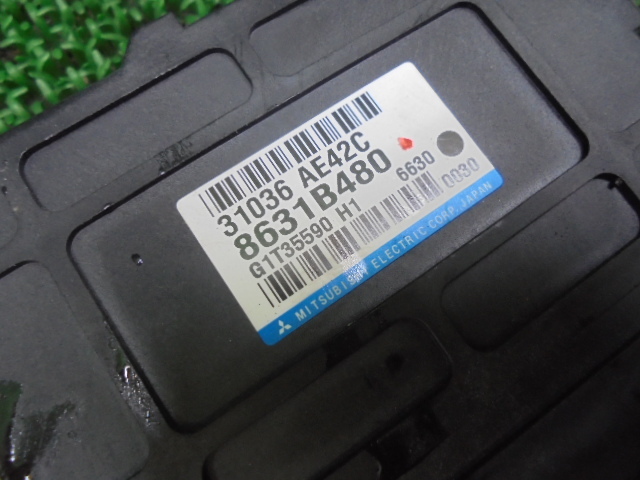 31036 AE42C
8631B480
G1T35590 H1 6630
0030
MITSUBISHI ELECTRIC CORP. JAPAN